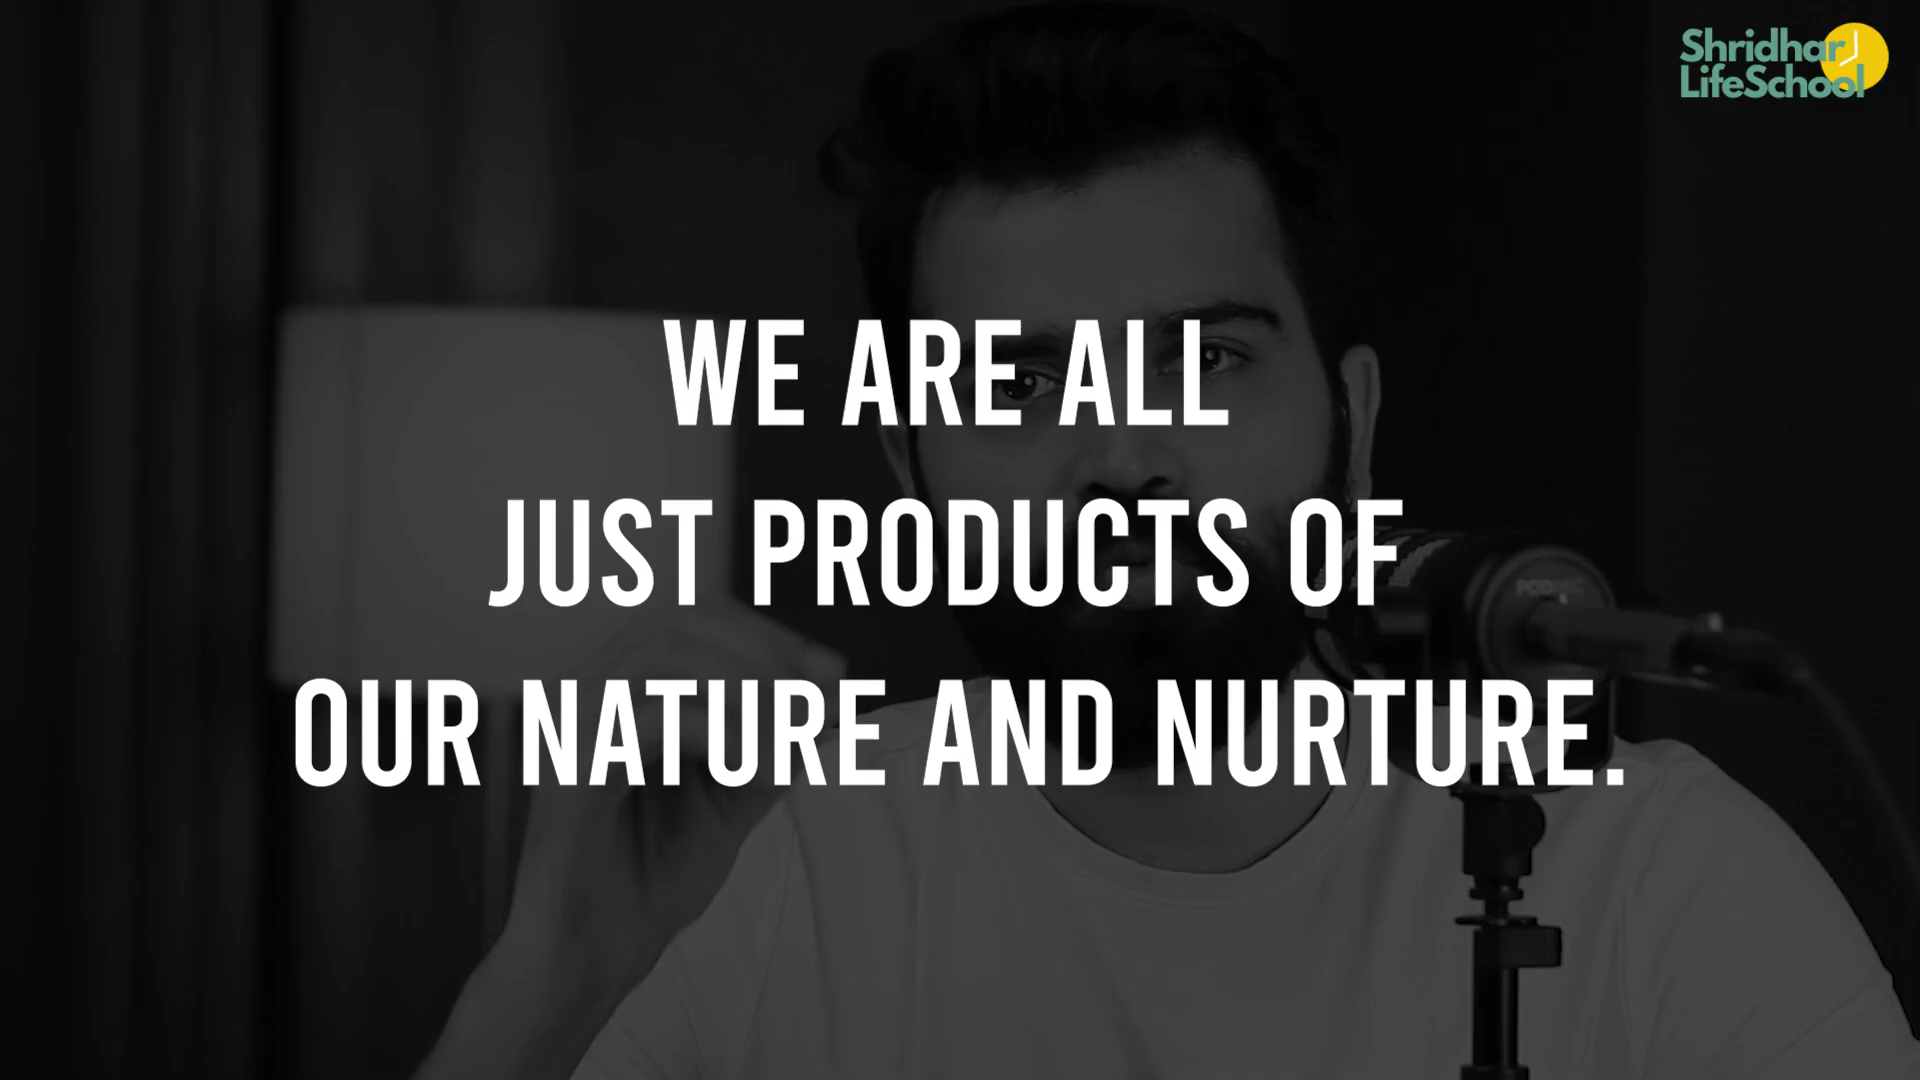 Shridhar
LifeSchool
WE ARE ALL
JUST PRODUCTS OF
OUR NATURE AND NURTURE.